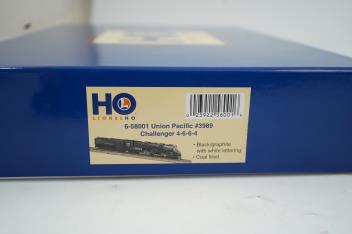 HO
LIONEL HO
6-58001 Union Pacific #3989
Challenger 4-6-6-4
• Black/graphite
with white lettering
• Coal fired